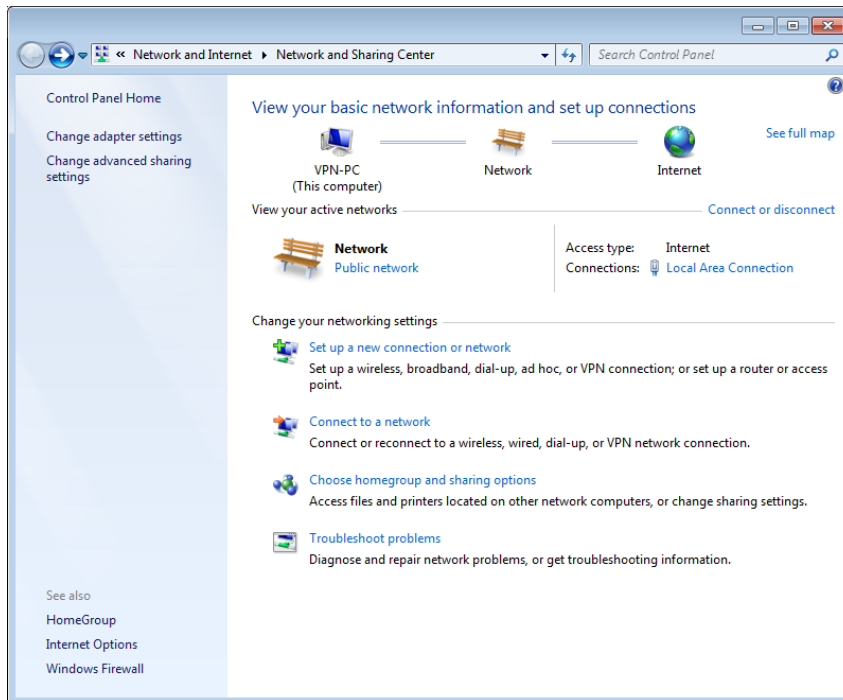 « Network and Internet Network and Sharing Center
Search Control Panel
Control Panel Home
Change adapter settings
Change advanced sharing
settings
View your basic network information and set up connections
See full map
VPN-PC
(This computer)
Network
Internet
View your active networks
Connect or disconnect
Network
Public network
Access type: Internet
Connections: Local Area Connection
Change your networking settings
Set up a new connection or network
Set up a wireless, broadband, dial-up, ad hoc, or VPN connection; or set up a router or access
point.
Connect to a network
Connect or reconnect to a wireless, wired, dial-up, or VPN network connection.
Choose homegroup and sharing options
Access files and printers located on other network computers, or change sharing settings.
Troubleshoot problems
Diagnose and repair network problems, or get troubleshooting information.
See also
HomeGroup
Internet Options
Windows Firewall